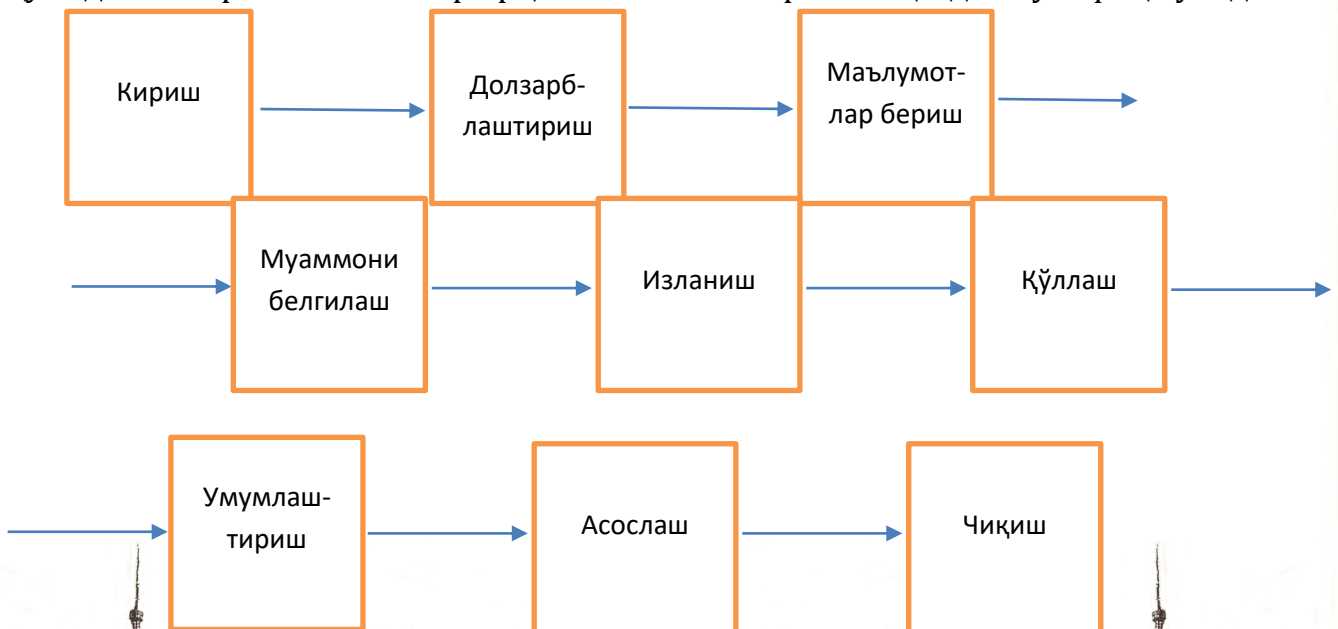 Кириш
Долзарб-
лаштириш
Маълумот-
лар бериш
Муаммони
белгилаш
Изланиш
Қўллаш
Умумлаш-
тириш
Асослаш
Чиқиш